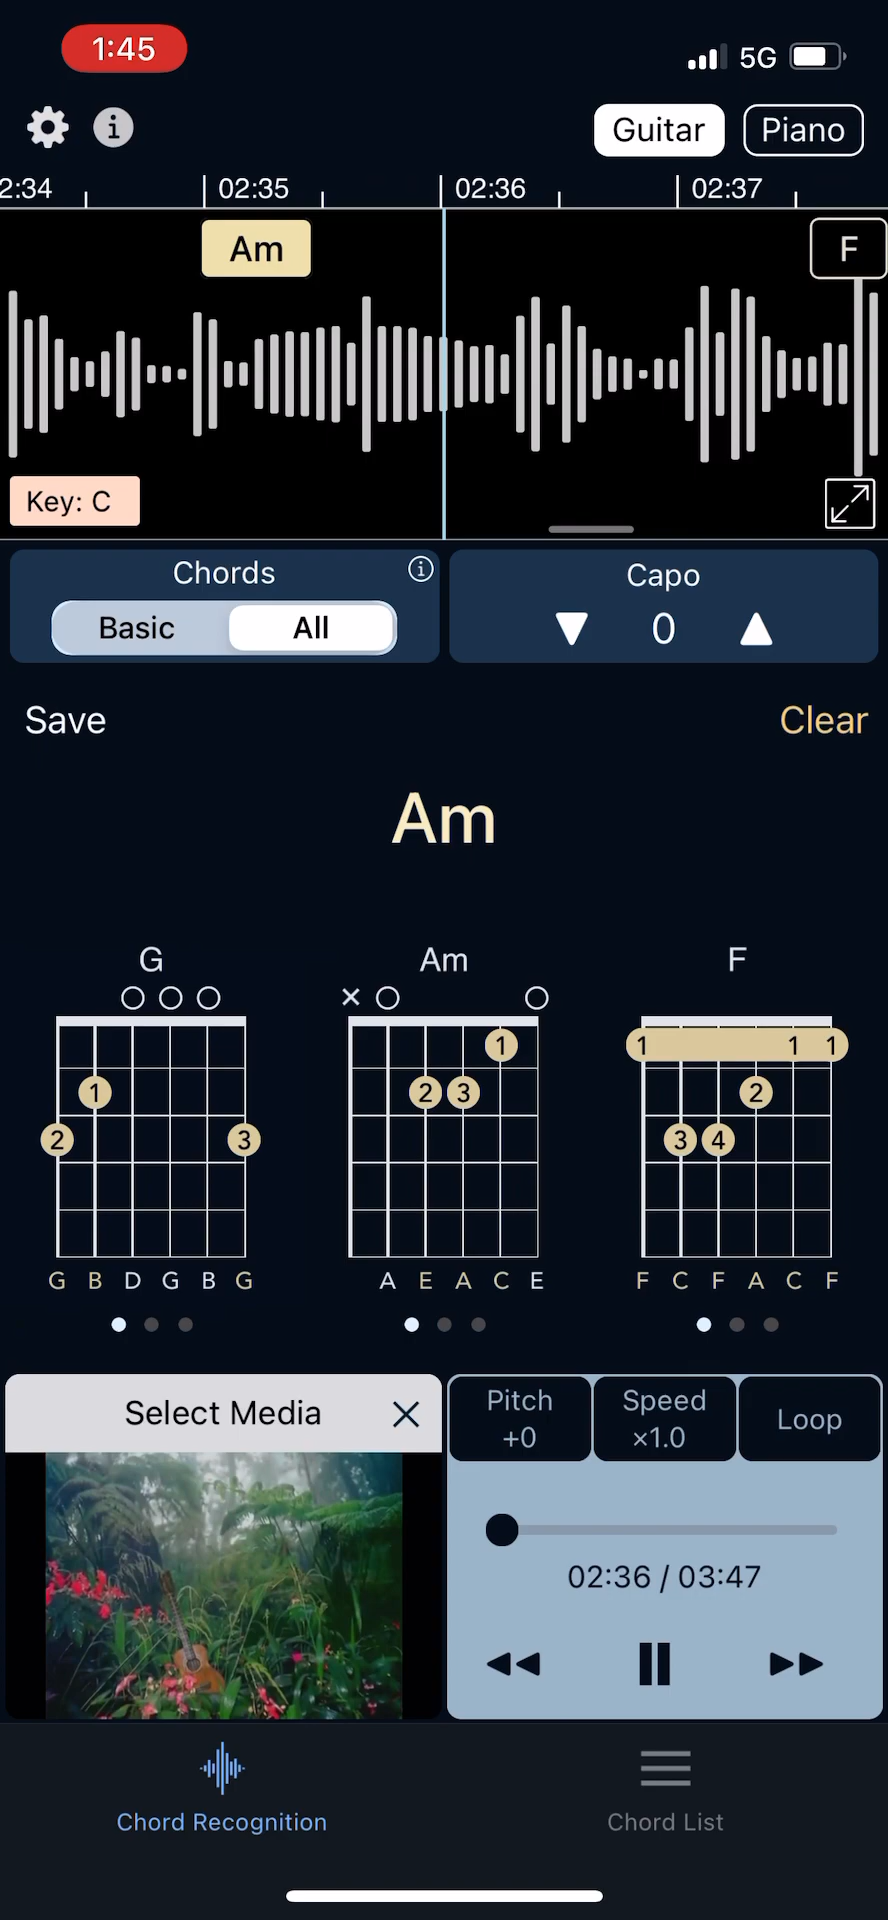 1:45
5G
i
Guitar
Piano
2:34
02:35
02:36
02:37
Am
F
Key: C
Chords
i
Basic
All
Capo
0
Save
Clear
Am
G
Am
F
×
1
2
3
G B D G B G
1
2 3
A E A C E
1 1 1
2
3 4
F C F A C F
Select Media
Pitch
+0
Speed
×1.0
Loop
02:36 / 03:47
Chord Recognition
Chord List